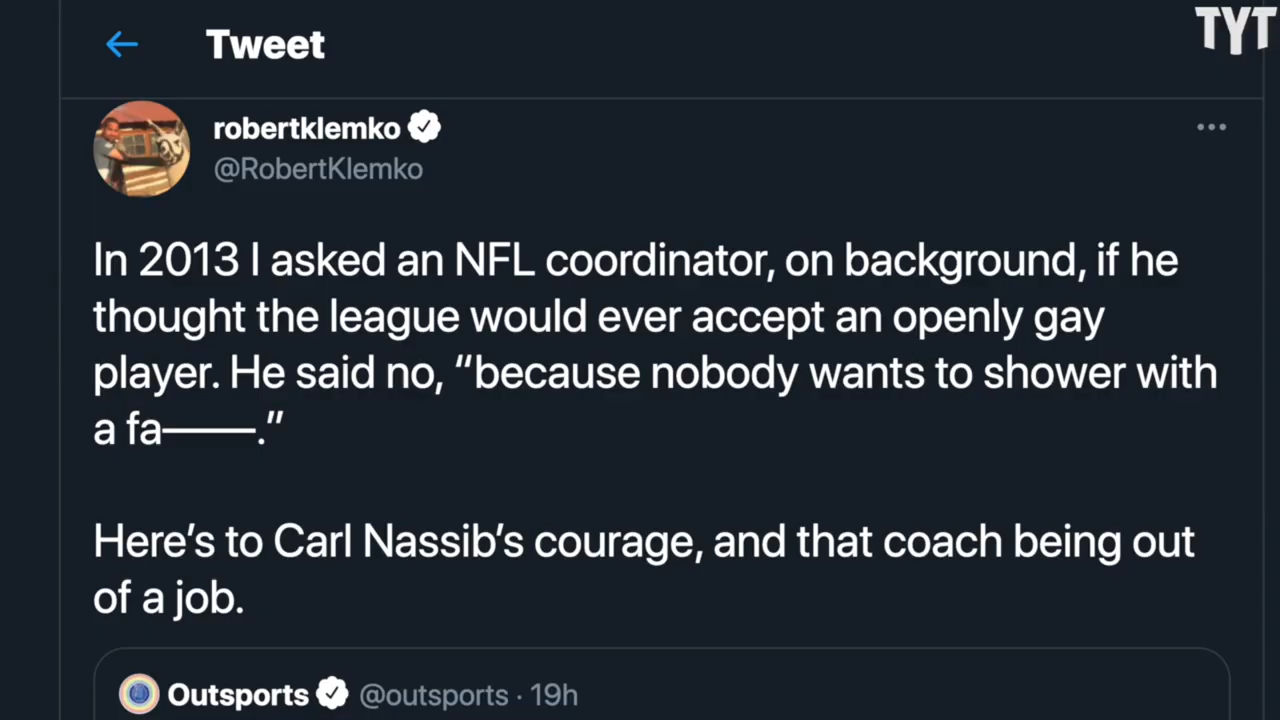 TYT
Tweet
robertklemko
@RobertKlemko
In 2013 I asked an NFL coordinator, on background, if he
thought the league would ever accept an openly gay
player. He said no, “because nobody wants to shower with
a fa——.”
Here’s to Carl Nassib’s courage, and that coach being out
of a job.
Outsports @outsports · 19h